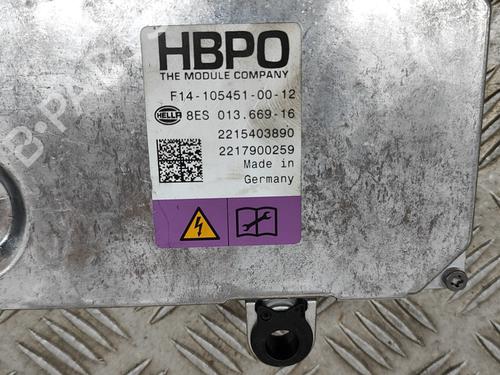 HBPO
THE MODULE COMPANY
F14-105451-00-12
HELLA 8ES 013.669-16
2215403890
2217900259
Made in
Germany